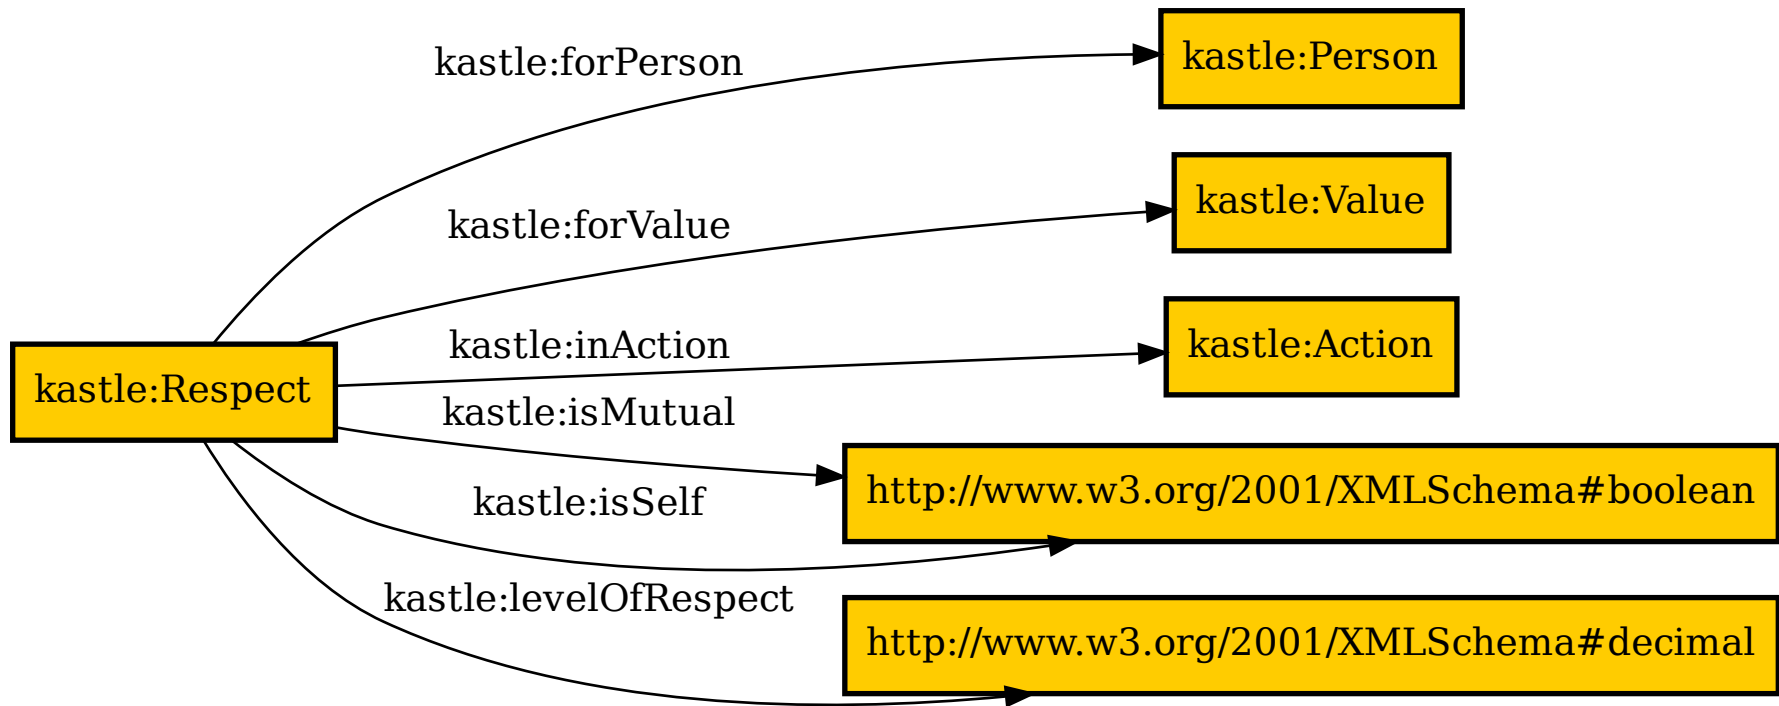 kastle:forPerson
kastle:Person
kastle:forValue
kastle:Value
kastle:inAction
kastle:Action
kastle:Respect
kastle:isMutual
http://www.w3.org/2001/XMLSchema#boolean
kastle:isSelf
kastle:levelOfRespect
http://www.w3.org/2001/XMLSchema#decimal